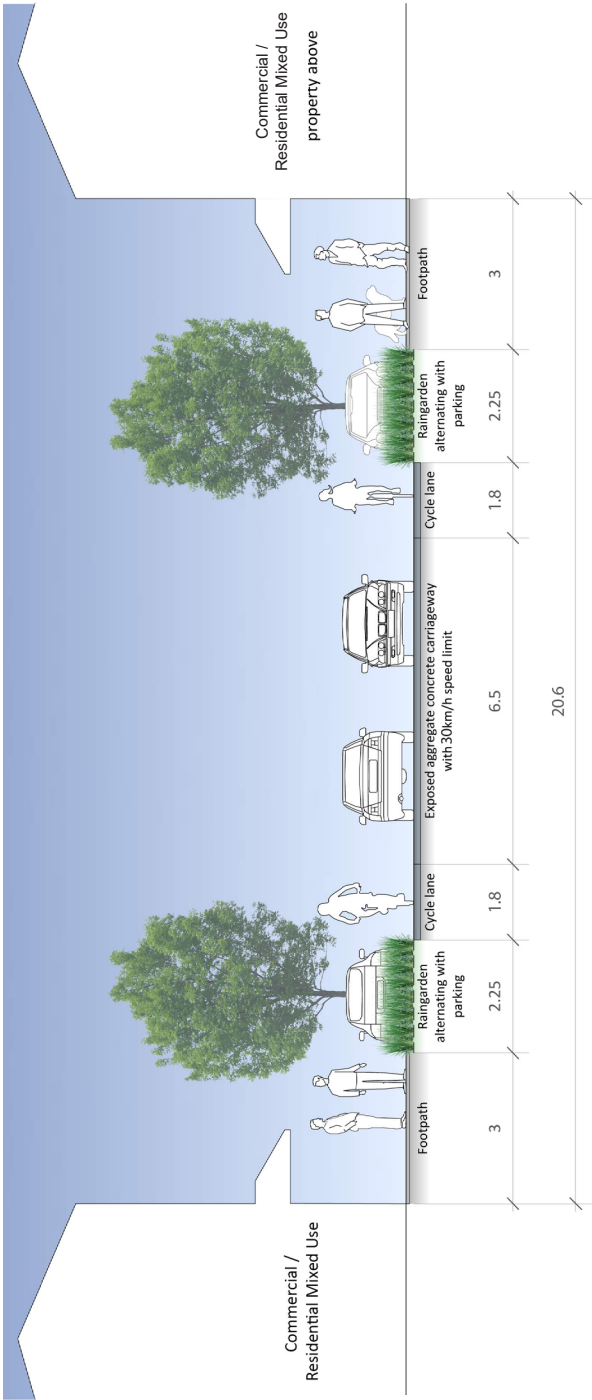 Commercial /
Residential Mixed Use
Commercial /
Residential Mixed Use
property above
Footpath
Raingarden
alternating with
parking
Cycle lane
Exposed aggregate concrete carriageway
with 30km/h speed limit
Cycle lane
Raingarden
alternating with
parking
Footpath
3
2.25
1.8
6.5
1.8
2.25
3
20.6